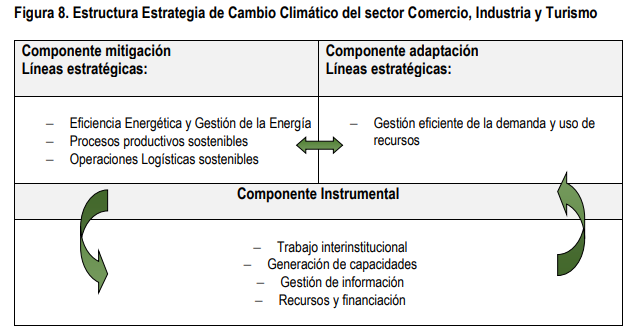 Figura 8. Estructura Estrategia de Cambio Climático del sector Comercio, Industria y Turismo
Componente mitigación
Líneas estratégicas:
Componente adaptación
Líneas estratégicas:
– Eficiencia Energética y Gestión de la Energía
– Procesos productivos sostenibles
– Operaciones Logísticas sostenibles
– Gestión eficiente de la demanda y uso de
recursos
Componente Instrumental
– Trabajo interinstitucional
– Generación de capacidades
– Gestión de información
– Recursos y financiación